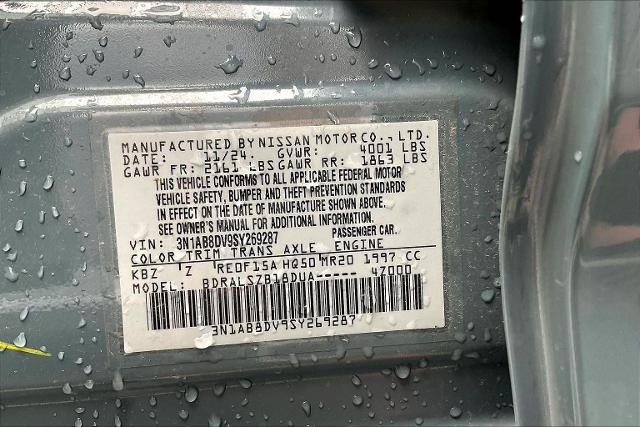 MANUFACTURED BY NISSAN MOTOR CO., LTD.
DATE: 11/24. GVWR: 4001 LBS
GAWR FR: 2161 LBS GAWR RR: 1863 LBS
THIS VEHICLE CONFORMS TO ALL APPLICABLE FEDERAL MOTOR
VEHICLE SAFETY, BUMPER AND THEFT PREVENTION STANDARDS
IN EFFECT ON THE DATE OF MANUFACTURE SHOWN ABOVE.
SEE OWNER'S MANUAL FOR ADDITIONAL INFORMATION.
VIN: 3N1AB8DV9SY269287 PASSENGER CAR.
COLOR TRIM TRANS AXLE ENGINE
KBZ Z RE0F15A HQ50 MR20 1997 CC
MODEL: BDRALSZB18DUA----- 4Z000
3N1AB8DV9SY269287